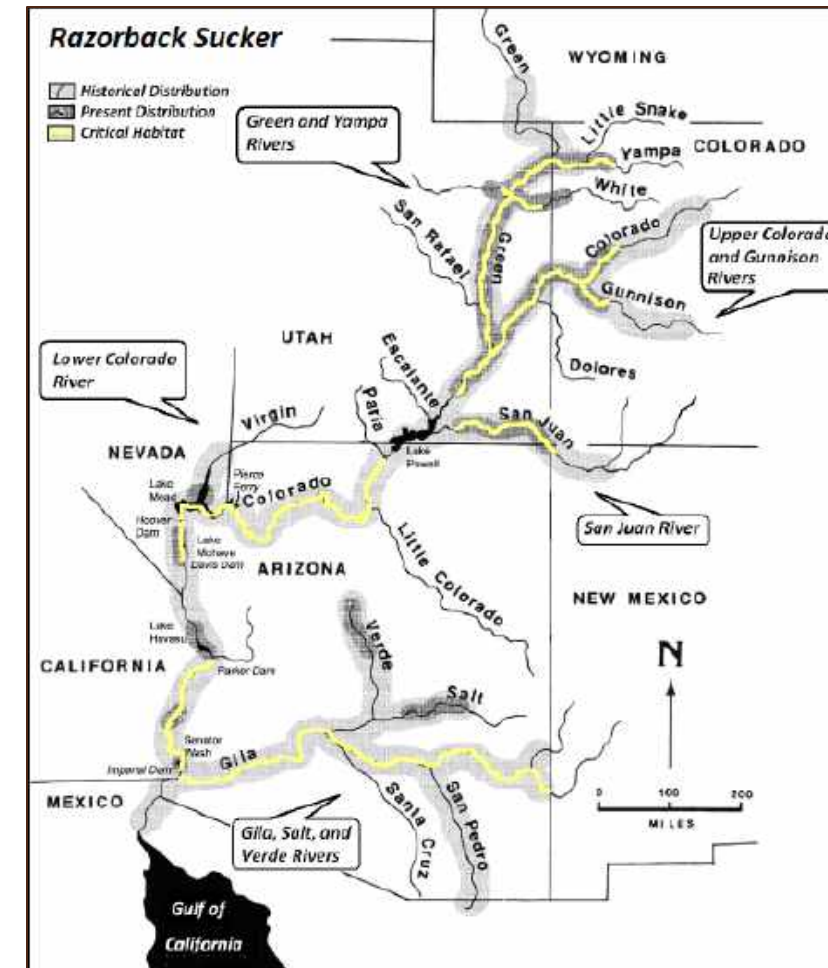 Razorback Sucker
Historical Distribution
Present Distribution
Critical Habitat
Green
WYOMING
Green and Yampa
Rivers
Little Snake
Yampa
COLORADO
White
San Rafael
Green
Colorado
Upper Colorado
and Gunnison
Rivers
Gunnison
UTAH
Escalante
Dolores
Lower Colorado
River
Paria
Virgin
San Juan
NEVADA
Lake
Powell
Pierce
Ferry
Lake
Mead
Colorado
Hoover
Dam
San Juan River
Lake
Mohave
Davis Dam
ARIZONA
Little Colorado
NEW MEXICO
Verde
Lake
Havasu
N
CALIFORNIA
Parker Dam
Salt
Senator
Wash
Gila
Imperial Dam
MEXICO
Santa Cruz
San Pedro
0 100 200
MILES
Gila, Salt, and
Verde Rivers
Gulf of
California